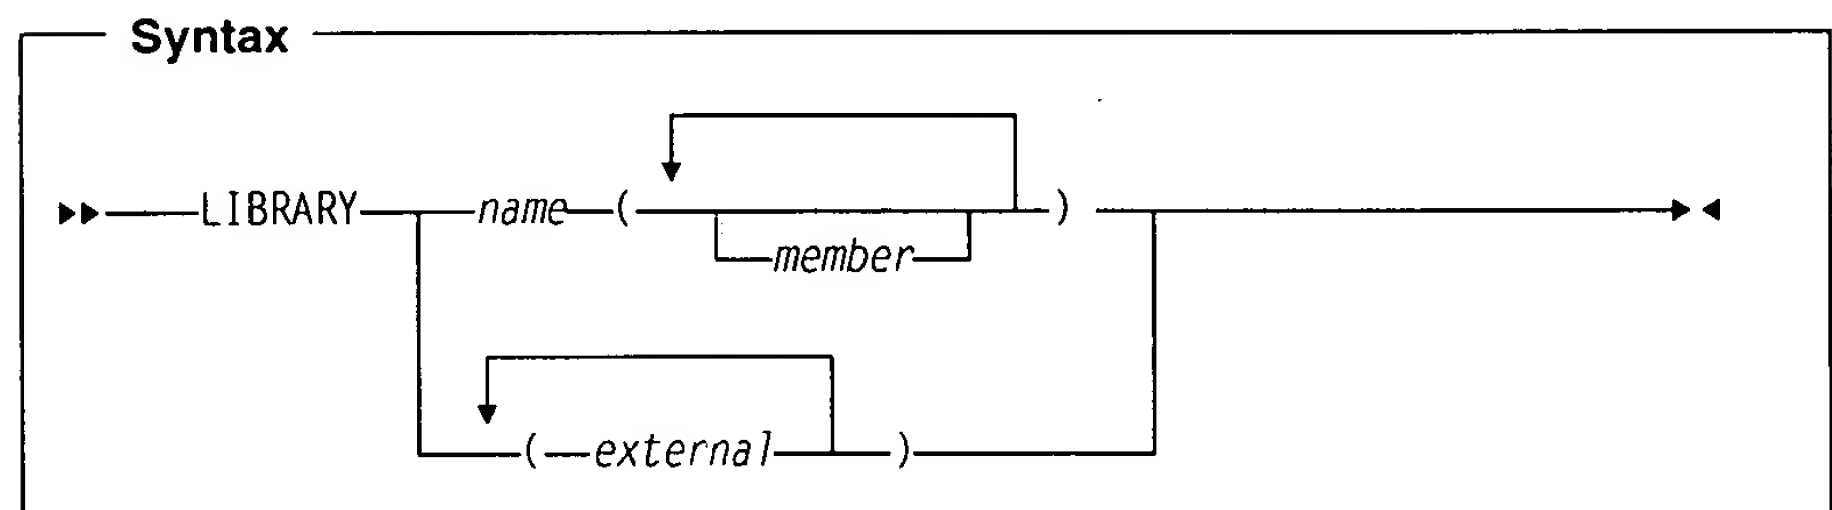 Syntax
LIBRARY name ( )
member
( external )